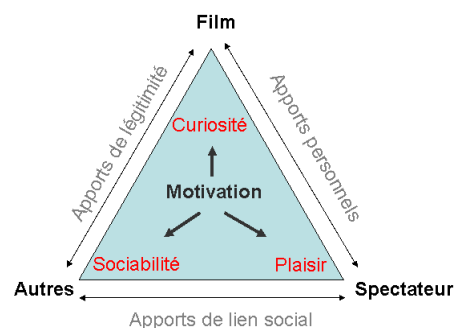 Film
Apports de légitimité
Apports personnels
Curiosité
Motivation
Sociabilité
Plaisir
Autres
Spectateur
Apports de lien social